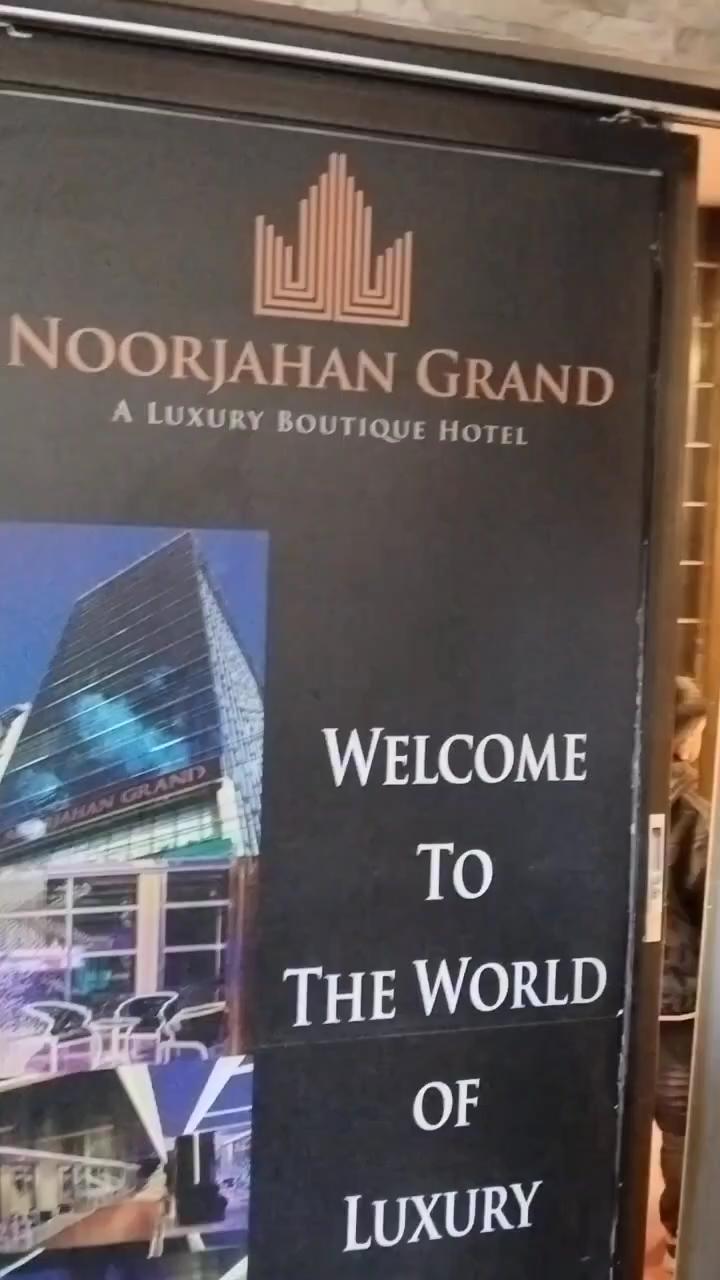 NOORJAHAN GRAND
A LUXURY BOUTIQUE HOTEL
JAHAN GRAND
WELCOME
TO
THE WORLD
OF
LUXURY